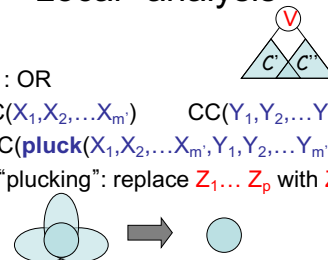 "Local" analysis
V
C' C''
: OR
C(X1,X2,…Xm') CC(Y1,Y2,…Y
C(pluck(X1,X2,…Xm',Y1,Y2,…Ym'
"plucking": replace Z1… Zp with Z